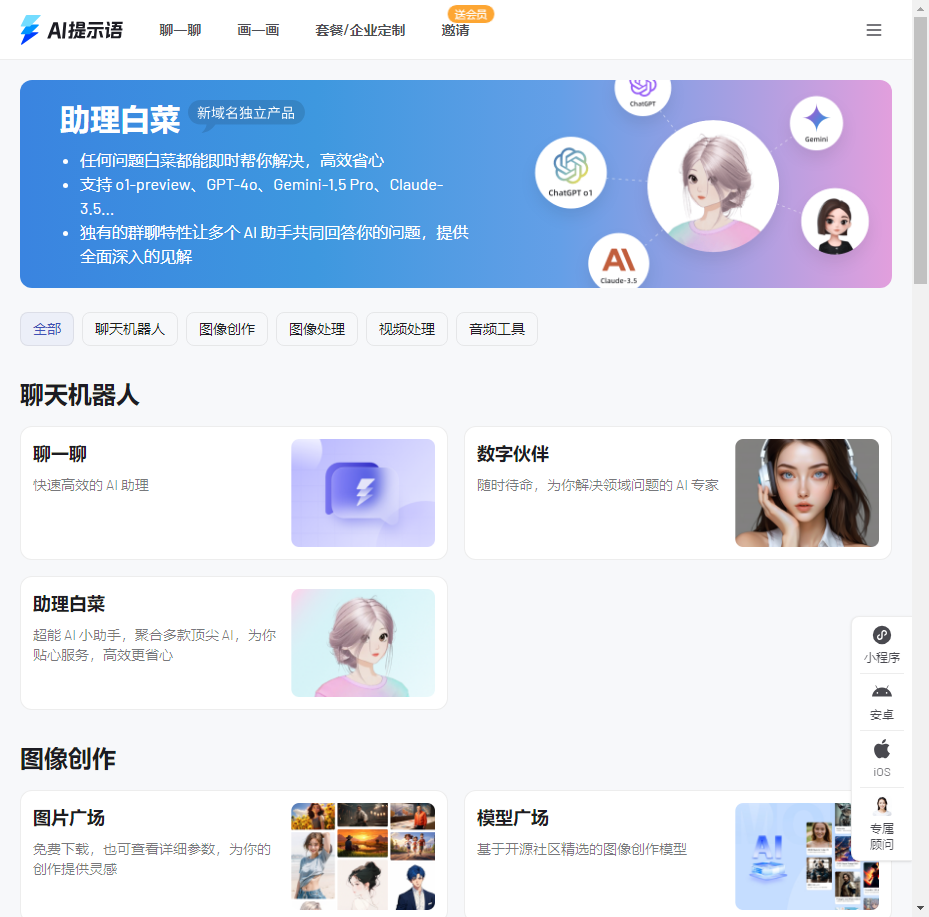 AI提示语
聊一聊
画一画
套餐/企业定制
送会员
邀请
助理白菜
新域名独立产品
任何问题白菜都能即时帮你解决，高效省心
支持 o1-preview、GPT-4o、Gemini-1.5 Pro、Claude-
3.5...
独有的群聊特性让多个 AI 助手共同回答你的问题，提供
全面深入的见解
ChatGPT
Gemini
ChatGPT o1
Claude-3.5
全部
聊天机器人
图像创作
图像处理
视频处理
音频工具
聊天机器人
聊一聊
快速高效的 AI 助理
数字伙伴
随时待命，为你解决领域问题的 AI 专家
助理白菜
超能 AI 小助手，聚合多款顶尖 AI，为你
贴心服务，高效更省心
小程序
安卓
iOS
专属
顾问
图像创作
图片广场
免费下载，也可查看详细参数，为你的
创作提供灵感
模型广场
基于开源社区精选的图像创作模型
AI